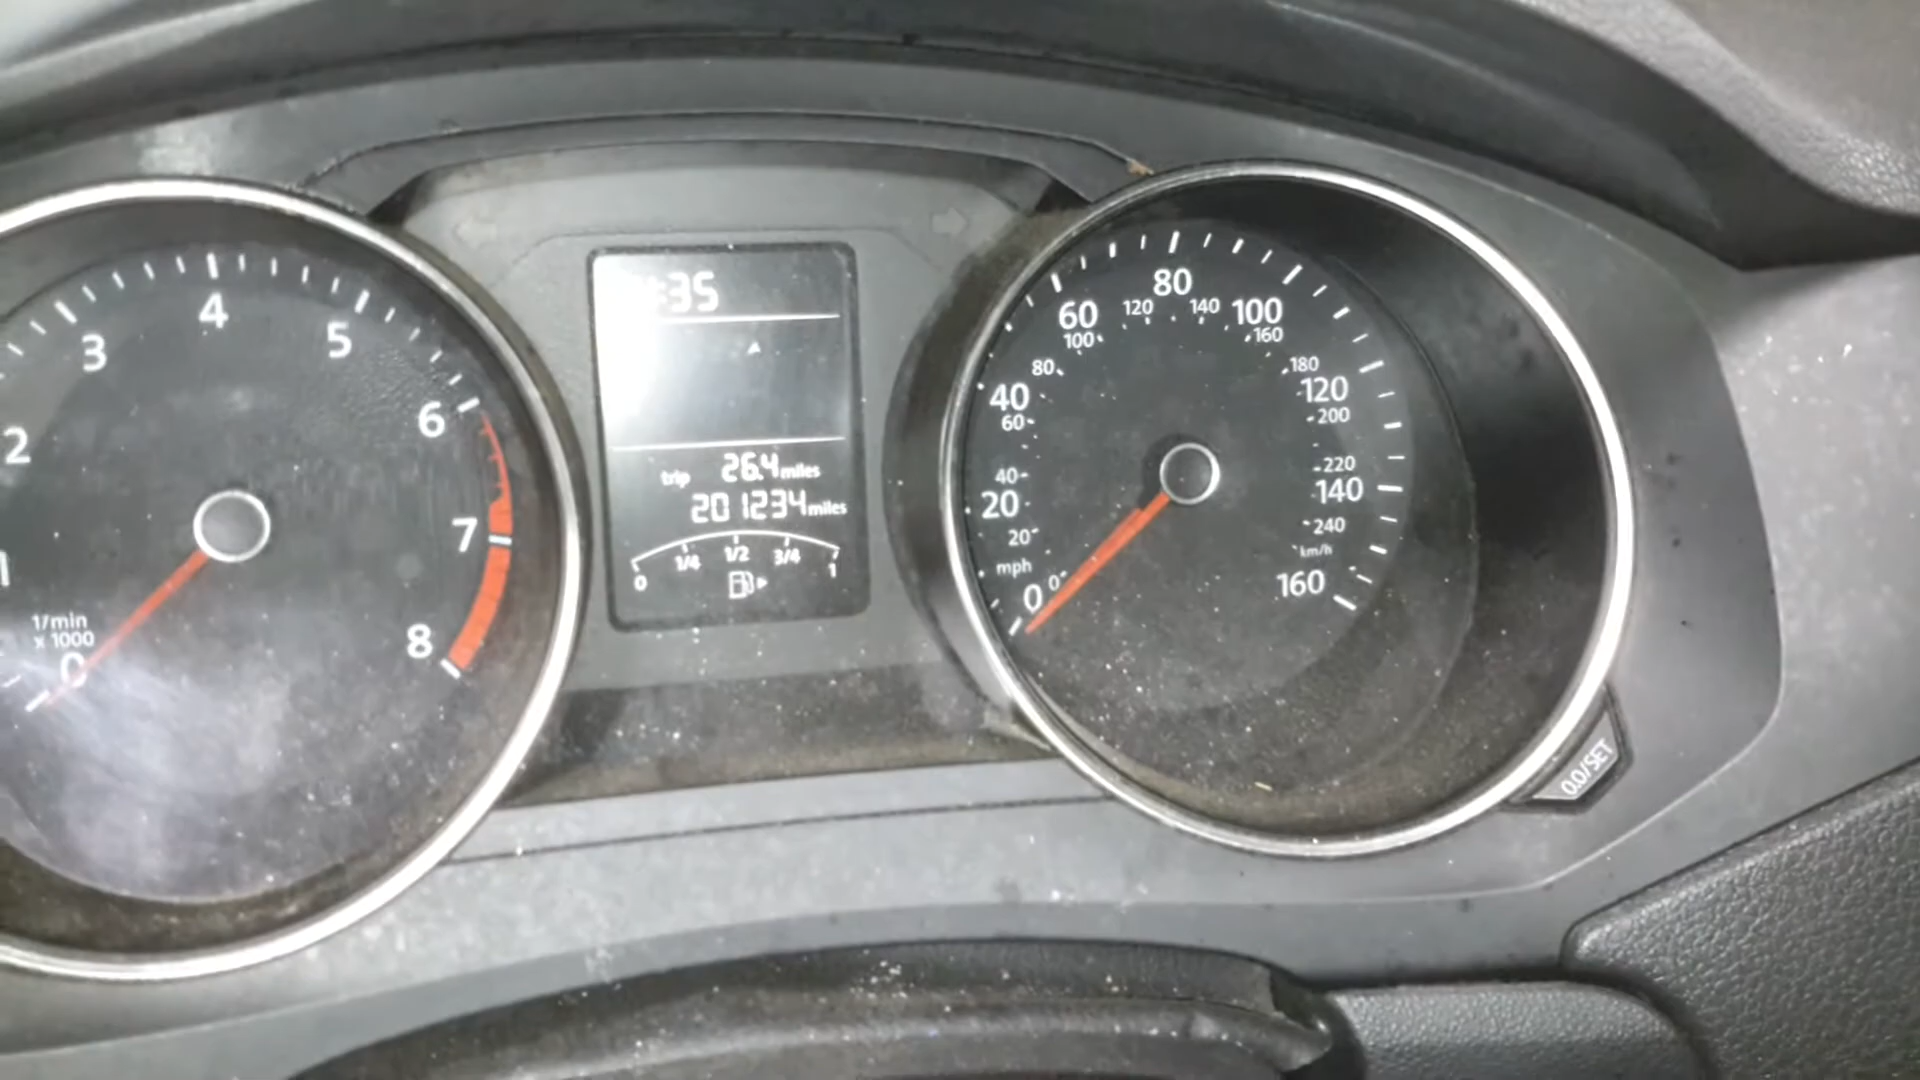 1
2
3
4
5
6
7
8
1/min
x 1000
0
:35
trip 26.4 miles
201234 miles
0 1/4 1/2 3/4 1
0 20 40 60 80 100 120 140 160
mph
0 20 40 60 80 100 120 140 160 180 200 220 240
km/h
0.0/SET